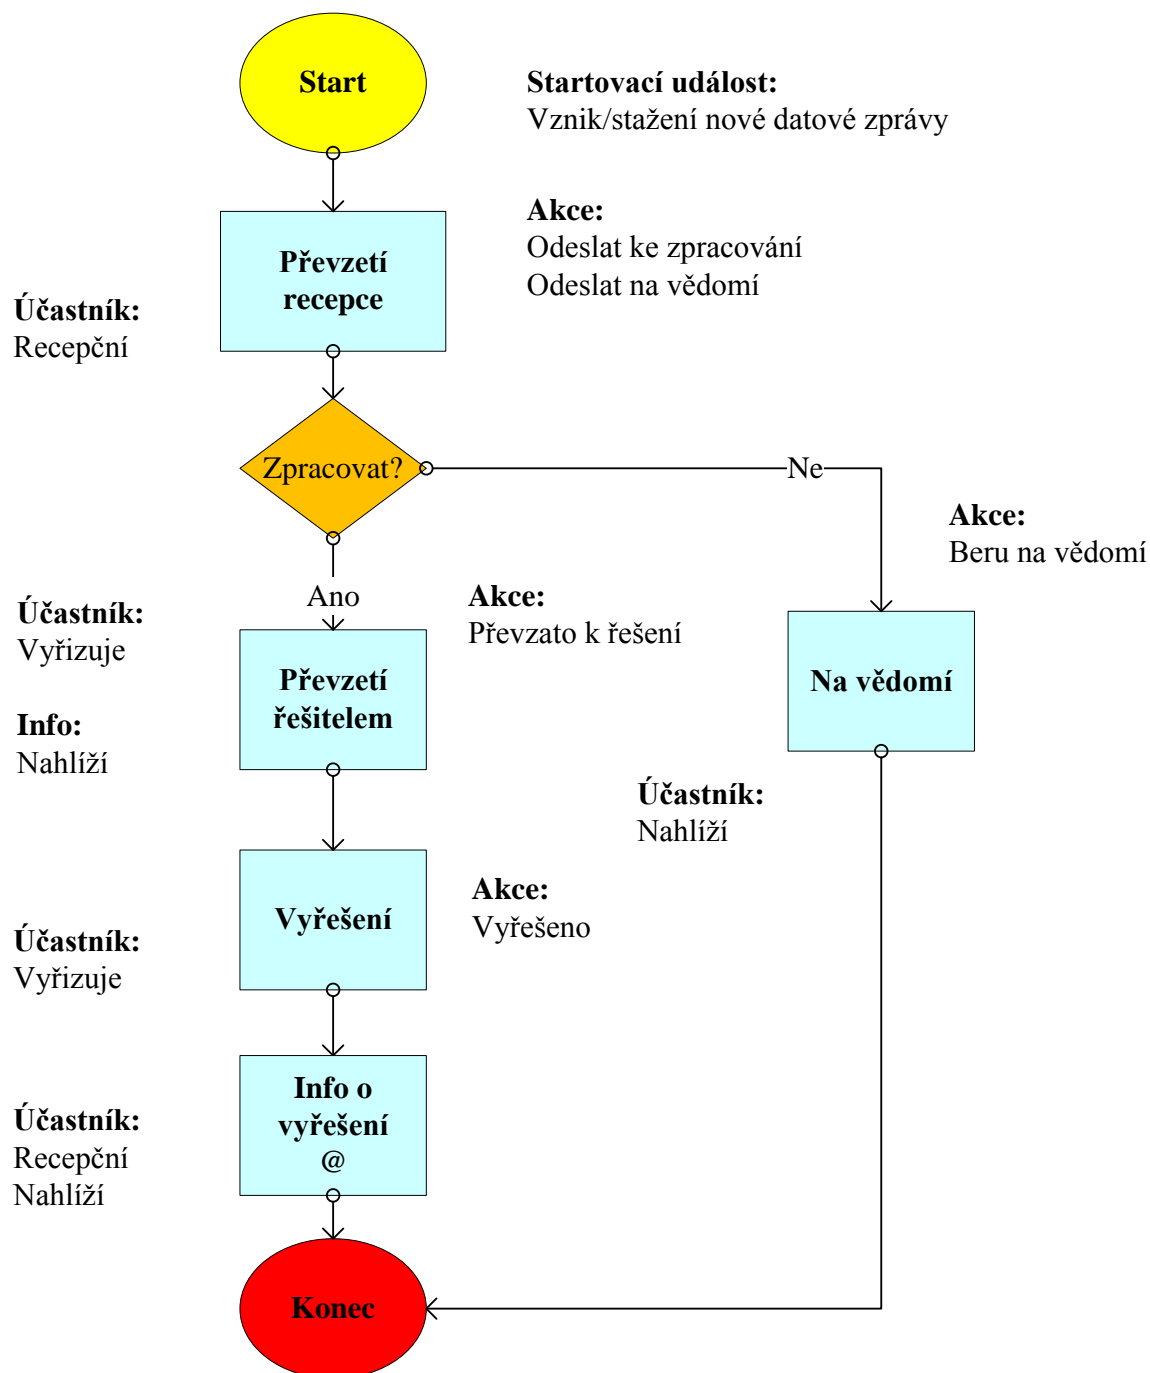 Start
Startovací událost:
Vznik/stažení nové datové zprávy
Akce:
Odeslat ke zpracování
Odeslat na vědomí
Převzetí
recepce
Účastník:
Recepční
Zpracovat?
Ne
Akce:
Beru na vědomí
Ano
Účastník:
Vyřizuje
Akce:
Převzato k řešení
Převzetí
řešitelem
Na vědomí
Info:
Nahlíží
Účastník:
Nahlíží
Vyřešení
Akce:
Vyřešeno
Účastník:
Vyřizuje
Info o
vyřešení
@
Účastník:
Recepční
Nahlíží
Konec